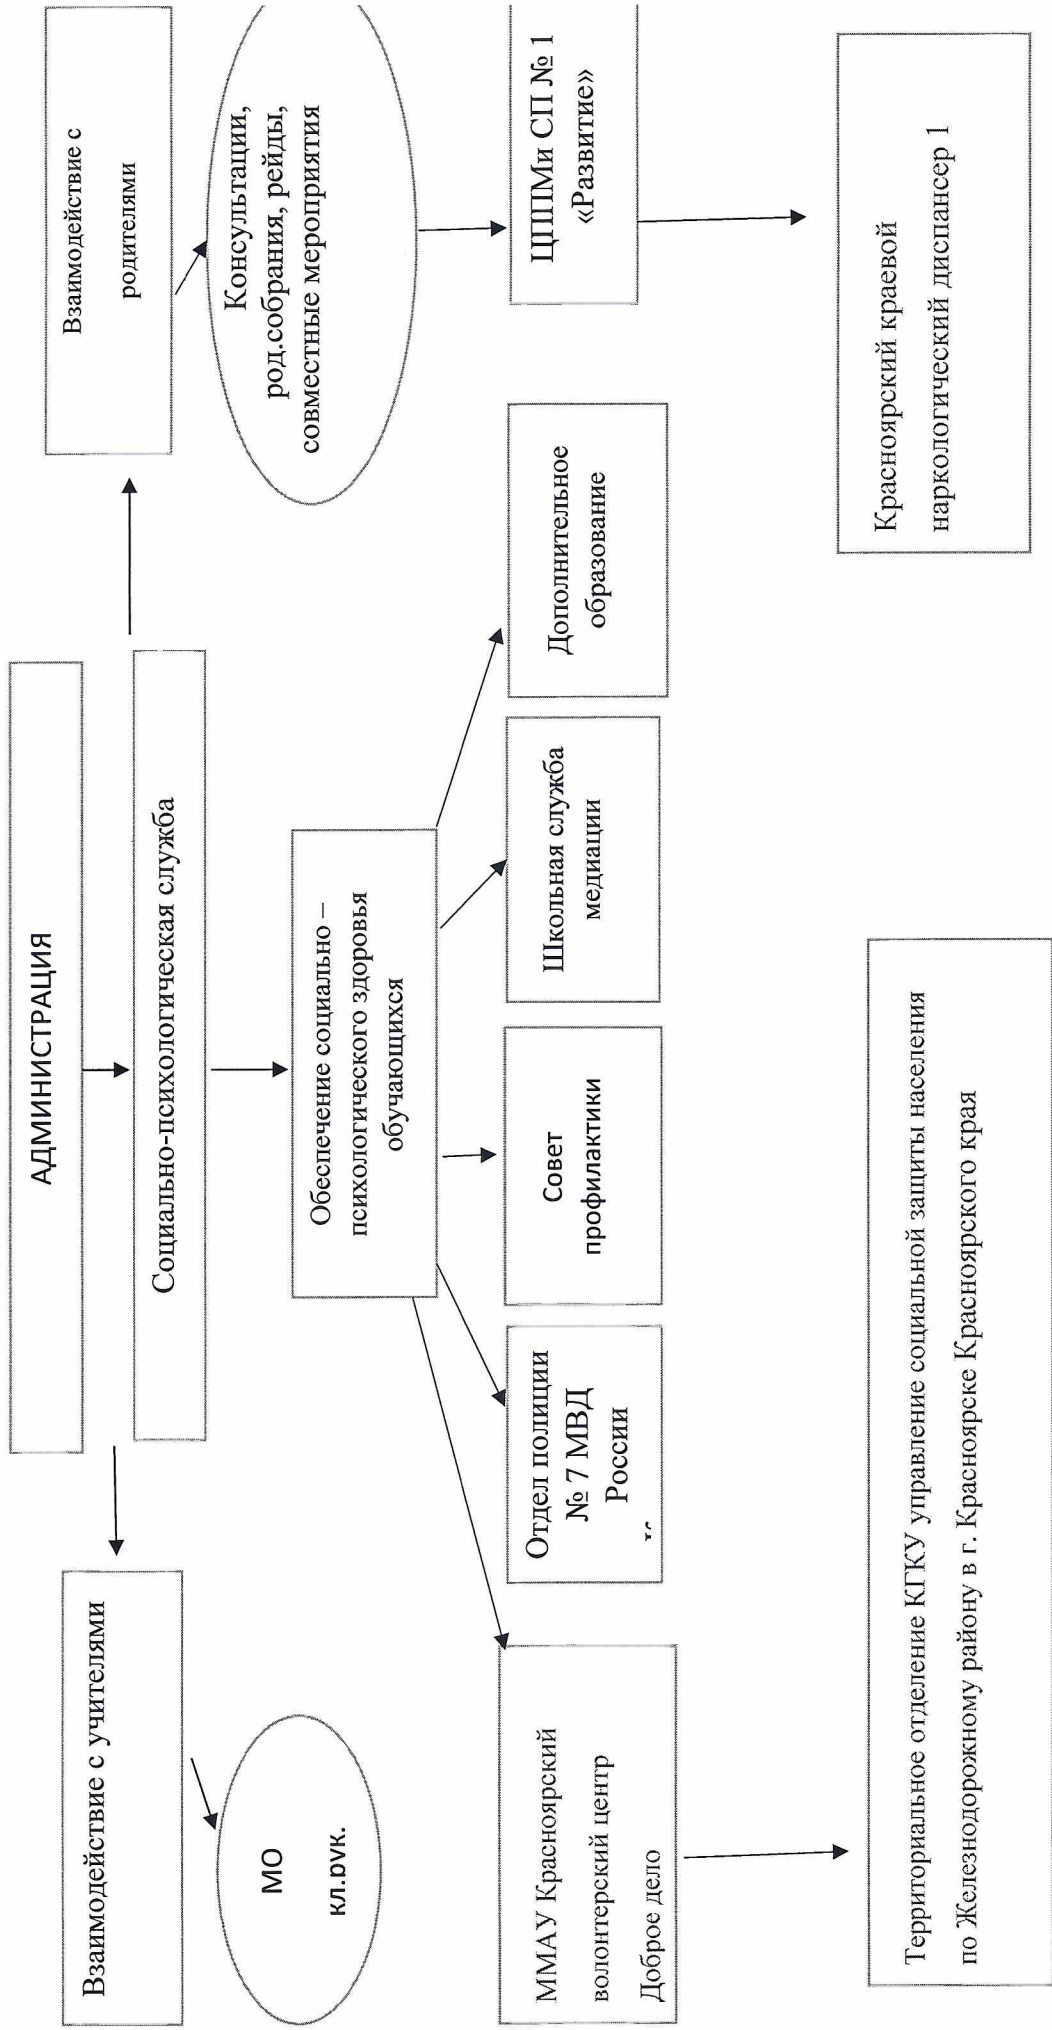 АДМИНИСТРАЦИЯ
Социально-психологическая служба
Взаимодействие с учителями
МО
кл.рук.
Взаимодействие с
родителями
Консультации,
род.собрания, рейды,
совместные мероприятия
Обеспечение социально –
психологического здоровья
обучающихся
ММАУ Красноярский
волонтерский центр
Доброе дело
Отдел полиции
№ 7 МВД
России
Совет
профилактики
Школьная служба
медиации
Дополнительное
образование
ЦППМи СП № 1
«Развитие»
Территориальное отделение КГКУ управление социальной защиты населения
по Железнодорожному району в г. Красноярске Красноярского края
Красноярский краевой
наркологический диспансер 1